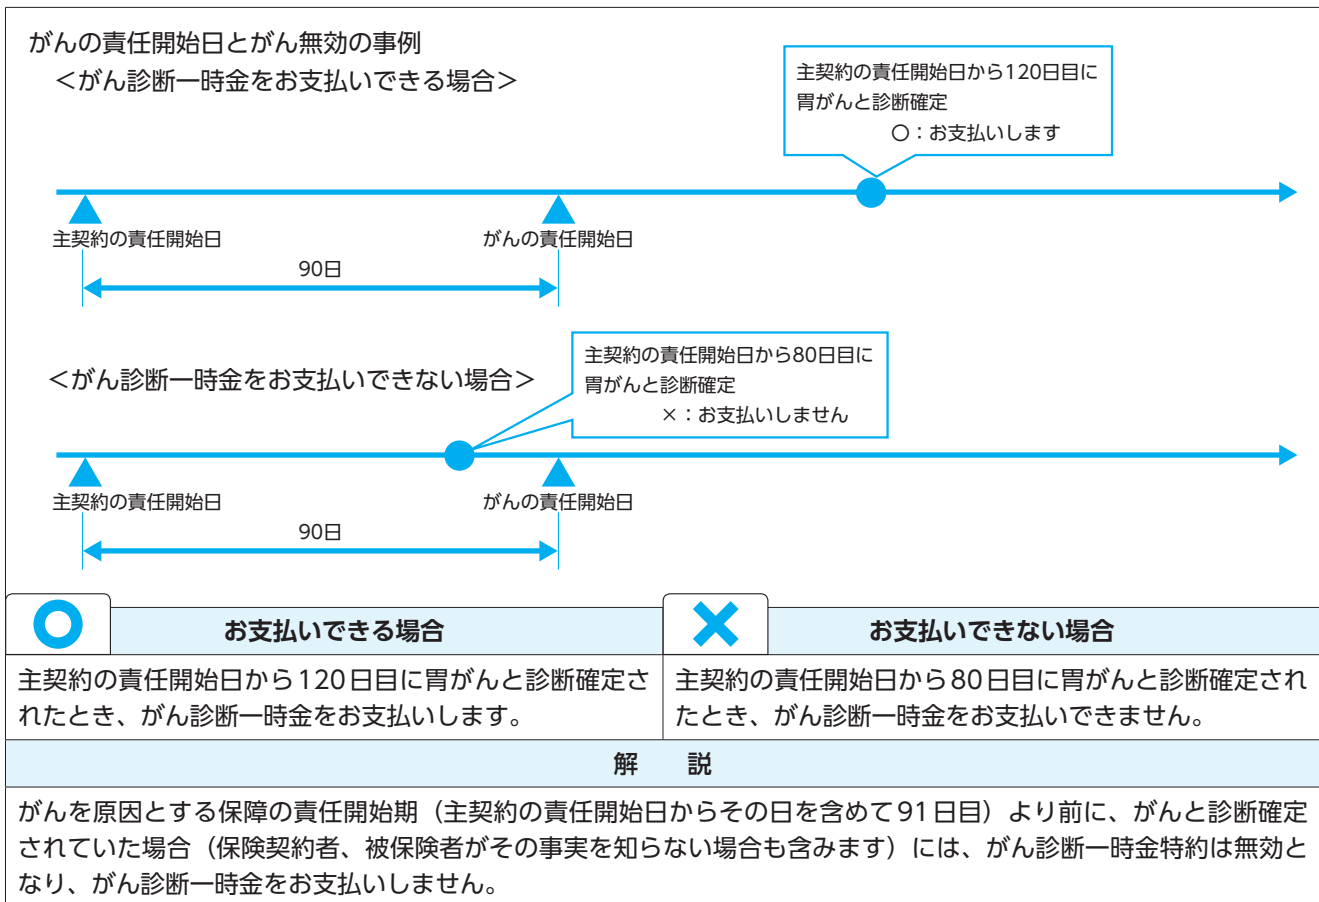 がんの責任開始日とがん無効の事例
＜がん診断一時金をお支払いできる場合＞
主契約の責任開始日から120日目に
胃がんと診断確定
〇：お支払いします
主契約の責任開始日
がんの責任開始日
90日
＜がん診断一時金をお支払いできない場合＞
主契約の責任開始日から80日目に
胃がんと診断確定
×：お支払いしません
主契約の責任開始日
がんの責任開始日
90日
お支払いできる場合
お支払いできない場合
主契約の責任開始日から120日目に胃がんと診断確定さ
れたとき、がん診断一時金をお支払いします。
主契約の責任開始日から80日目に胃がんと診断確定され
たとき、がん診断一時金をお支払いできません。
解　説
がんを原因とする保障の責任開始期（主契約の責任開始日からその日を含めて91日目）より前に、がんと診断確定
されていた場合（保険契約者、被保険者がその事実を知らない場合も含みます）には、がん診断一時金特約は無効と
なり、がん診断一時金をお支払いしません。